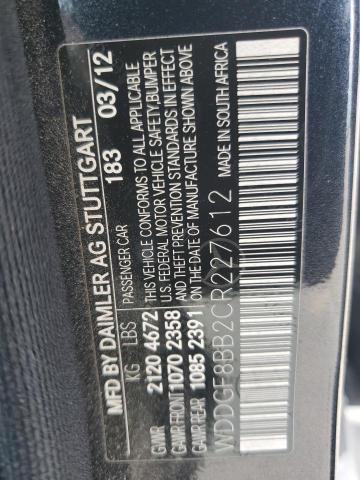 MFD BY DAIMLER AG STUTTGART
183 03/12
KG LBS PASSENGER CAR
GVWR 2120 4672 THIS VEHICLE CONFORMS TO ALL APPLICABLE
U.S. FEDERAL MOTOR VEHICLE SAFETY,BUMPER
GAWR FRONT 1070 2358 AND THEFT PREVENTION STANDARDS IN EFFECT
GAWR REAR 1085 2391 ON THE DATE OF MANUFACTURE SHOWN ABOVE
WDDGF8BB2CR227612 MADE IN SOUTH AFRICA